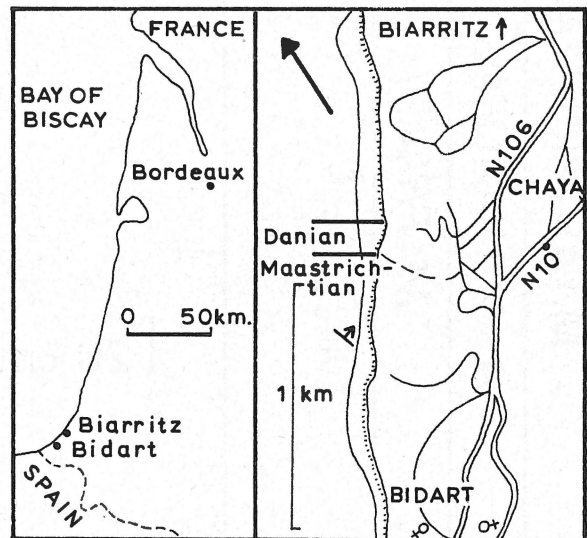 FRANCE
BAY OF
BISCAY
Bordeaux
0 50km.
Biarritz
Bidart
SPAIN
BIARRITZ
N106
CHAYA
Danian
Maastrich-
tian
N10
1 km
BIDART